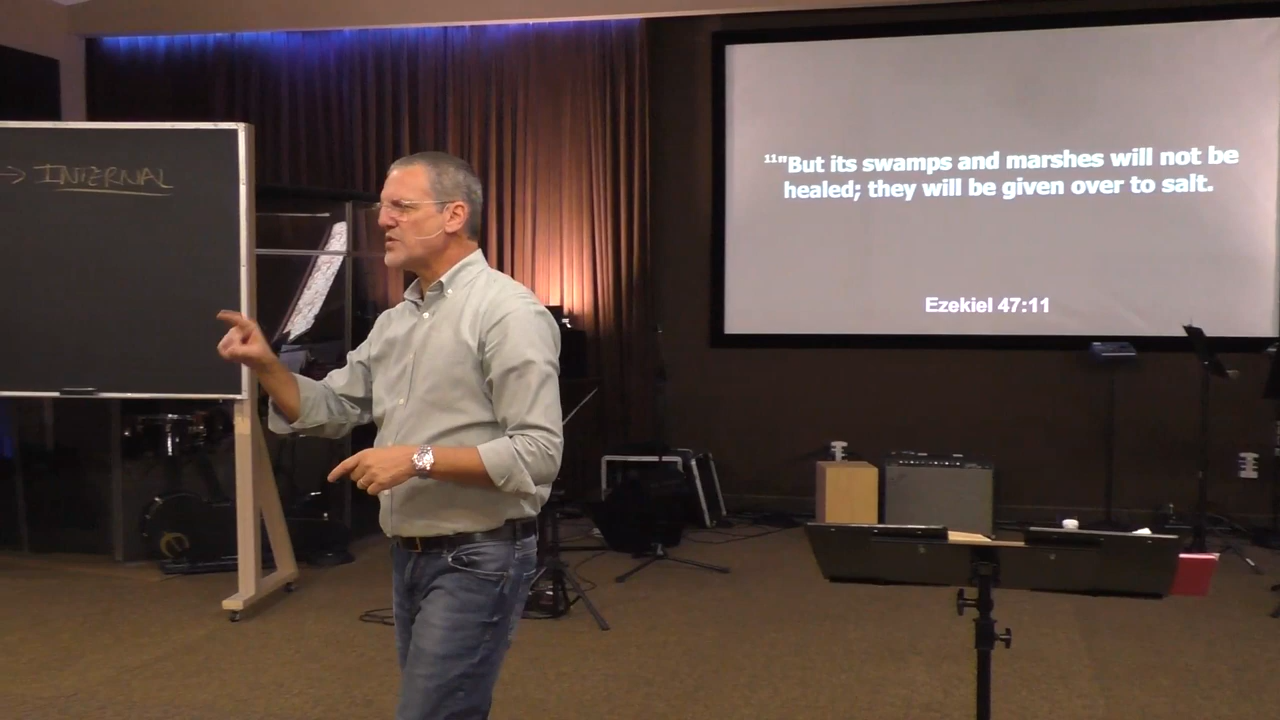 → INTERNAL
¹¹"But its swamps and marshes will not be
healed; they will be given over to salt.
Ezekiel 47:11